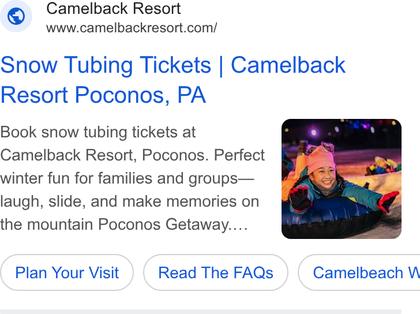 Camelback Resort
www.camelbackresort.com/
Snow Tubing Tickets | Camelback
Resort Poconos, PA
Book snow tubing tickets at
Camelback Resort, Poconos. Perfect
winter fun for families and groups—
laugh, slide, and make memories on
the mountain Poconos Getaway....
Plan Your Visit
Read The FAQs
Camelbeach W